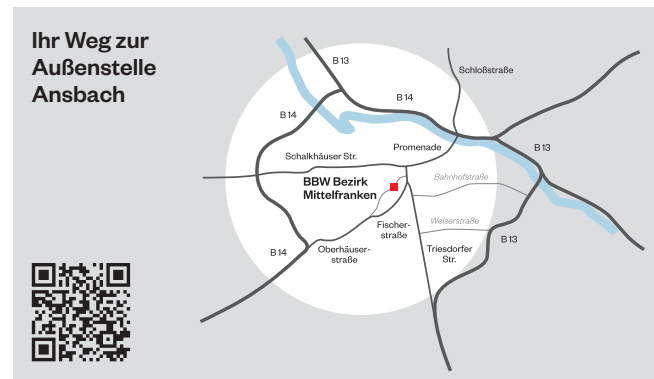 Ihr Weg zur
Außenstelle
Ansbach
B 13
Schloßstraße
B 14
B 14
Promenade
B 13
Schalkhäuser Str.
BBW Bezirk
Mittelfranken
Bahnhofstraße
Fischer-
straße
Welserstraße
B 13
B 14
Oberhäuser-
straße
Triesdorfer
Str.